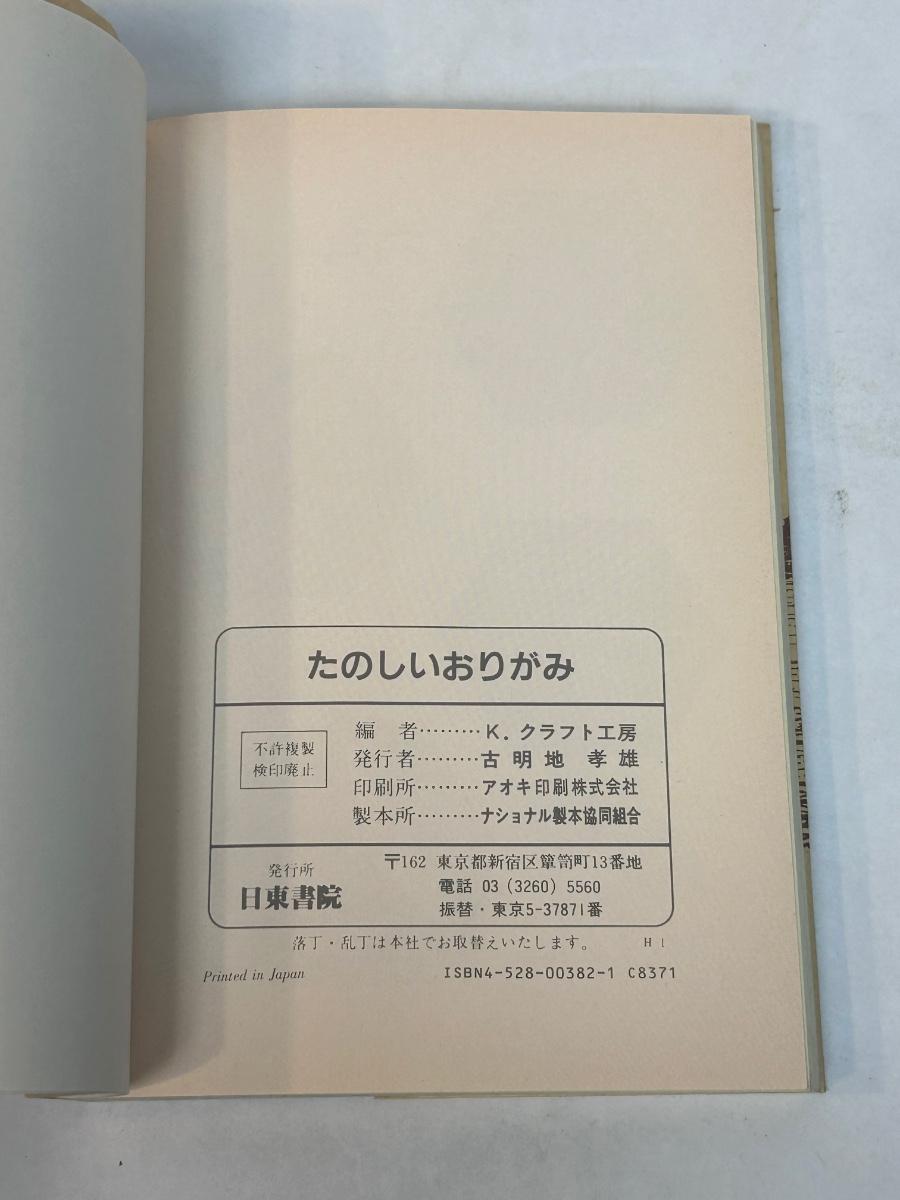 たのしいおりがみ
不許複製
検印廃止
編 者………K. クラフト工房
発行者………古明地 孝雄
印刷所………アオキ印刷株式会社
製本所………ナショナル製本協同組合
発行所
日東書院
〒162 東京都新宿区簞笥町13番地
電話 03 (3260) 5560
振替・東京5-37871番
落丁・乱丁は本社でお取替えいたします。 H 1
Printed in Japan ISBN4-528-00382-1 C8371